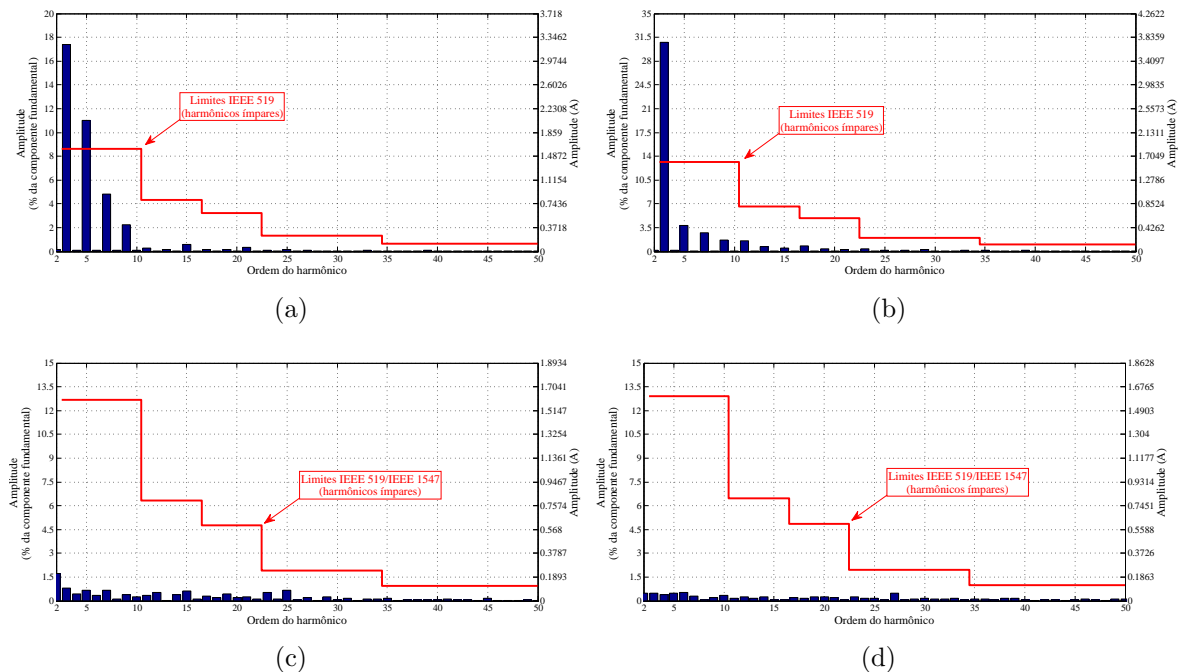 20
18
16
14
12
10
8
6
4
2
0
3.718
3.3462
2.9744
2.6026
2.2308
1.859
1.4872
1.1154
0.7436
0.3718
0
2 5 10 15 20 25 30 35 40 45 50
Amplitude
(% da componente fundamental)
Amplitude (A)
Limites IEEE 519
(harmônicos ímpares)
Ordem do harmônico
(a)
35
31.5
28
24.5
21
17.5
14
10.5
7
3.5
0
4.2622
3.8359
3.4097
2.9835
2.5573
2.1311
1.7049
1.2786
0.8524
0.4262
0
2 5 10 15 20 25 30 35 40 45 50
Amplitude
(% da componente fundamental)
Amplitude (A)
Limites IEEE 519
(harmônicos ímpares)
Ordem do harmônico
(b)
15
13.5
12
10.5
9
7.5
6
4.5
3
1.5
0
1.8934
1.7041
1.5147
1.3254
1.1361
0.9467
0.7574
0.568
0.3787
0.1893
0
2 5 10 15 20 25 30 35 40 45 50
Amplitude
(% da componente fundamental)
Amplitude (A)
Limites IEEE 519/IEEE 1547
(harmônicos ímpares)
Ordem do harmônico
(c)
15
13.5
12
10.5
9
7.5
6
4.5
3
1.5
0
1.8628
1.6765
1.4903
1.304
1.1177
0.9314
0.7451
0.5588
0.3726
0.1863
0
2 5 10 15 20 25 30 35 40 45 50
Amplitude
(% da componente fundamental)
Amplitude (A)
Limites IEEE 519/IEEE 1547
(harmônicos ímpares)
Ordem do harmônico
(d)